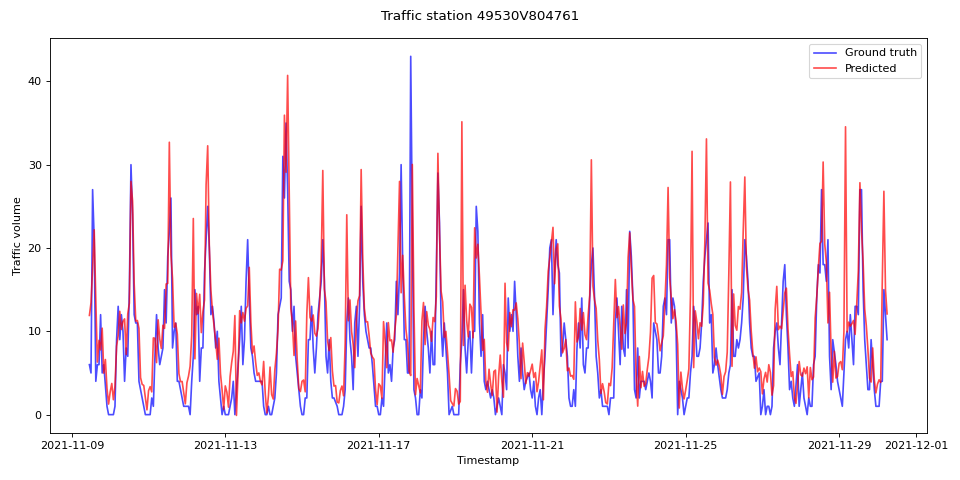 Traffic station 49530V804761
Ground truth
Predicted
Traffic volume
40
30
20
10
0
2021-11-09
2021-11-13
2021-11-17
2021-11-21
2021-11-25
2021-11-29
2021-12-01
Timestamp